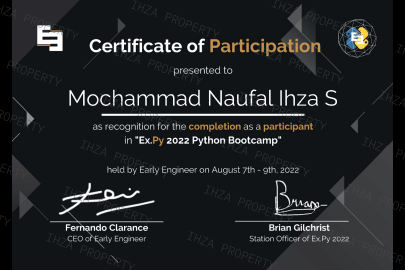 Certificate of Participation
presented to
Mochammad Naufal Ihza S
as recognition for the completion as a participant
in "Ex.Py 2022 Python Bootcamp"
held by Early Engineer on August 7th - 9th, 2022
Fernando Clarance
CEO of Early Engineer
Brian Gilchrist
Station Officer of Ex.Py 2022
IHZA PROPERTY